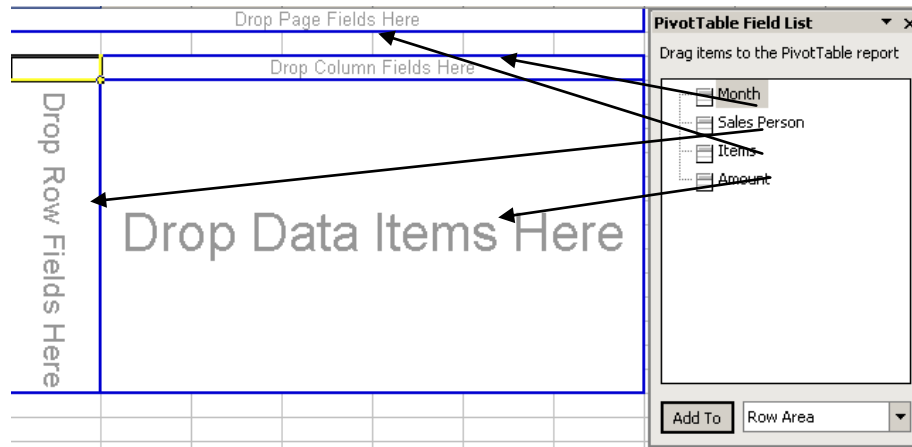 Drop Page Fields Here
Drop Column Fields Here
Drop Row Fields Here
Drop Data Items Here
PivotTable Field List
Drag items to the PivotTable report
Month
Sales Person
Items
Amount
Add To
Row Area